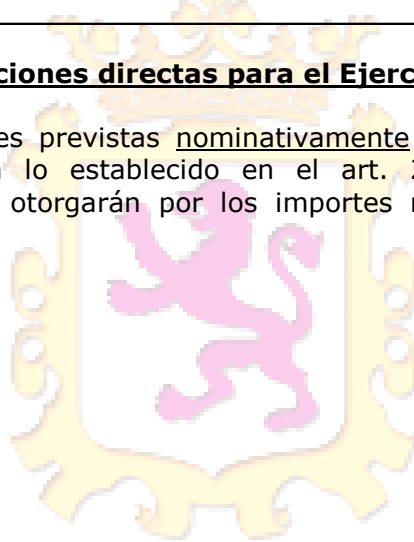 ciones directas para el Ejerc
es previstas nominativamente
lo establecido en el art.
otorgarán por los importes